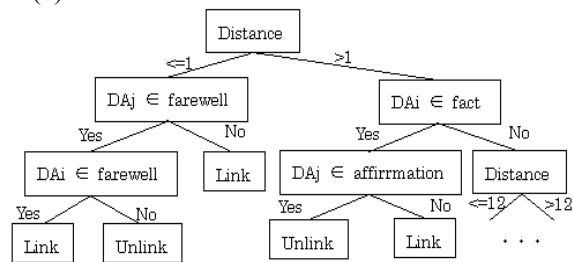 Distance
<=1
>1
DAj ∈ farewell
DAi ∈ fact
Yes
No
Yes
No
DAi ∈ farewell
Link
DAj ∈ affirrmation
Distance
Yes
No
Yes
No
<=12
>12
Link
Unlink
Unlink
Link
. . .